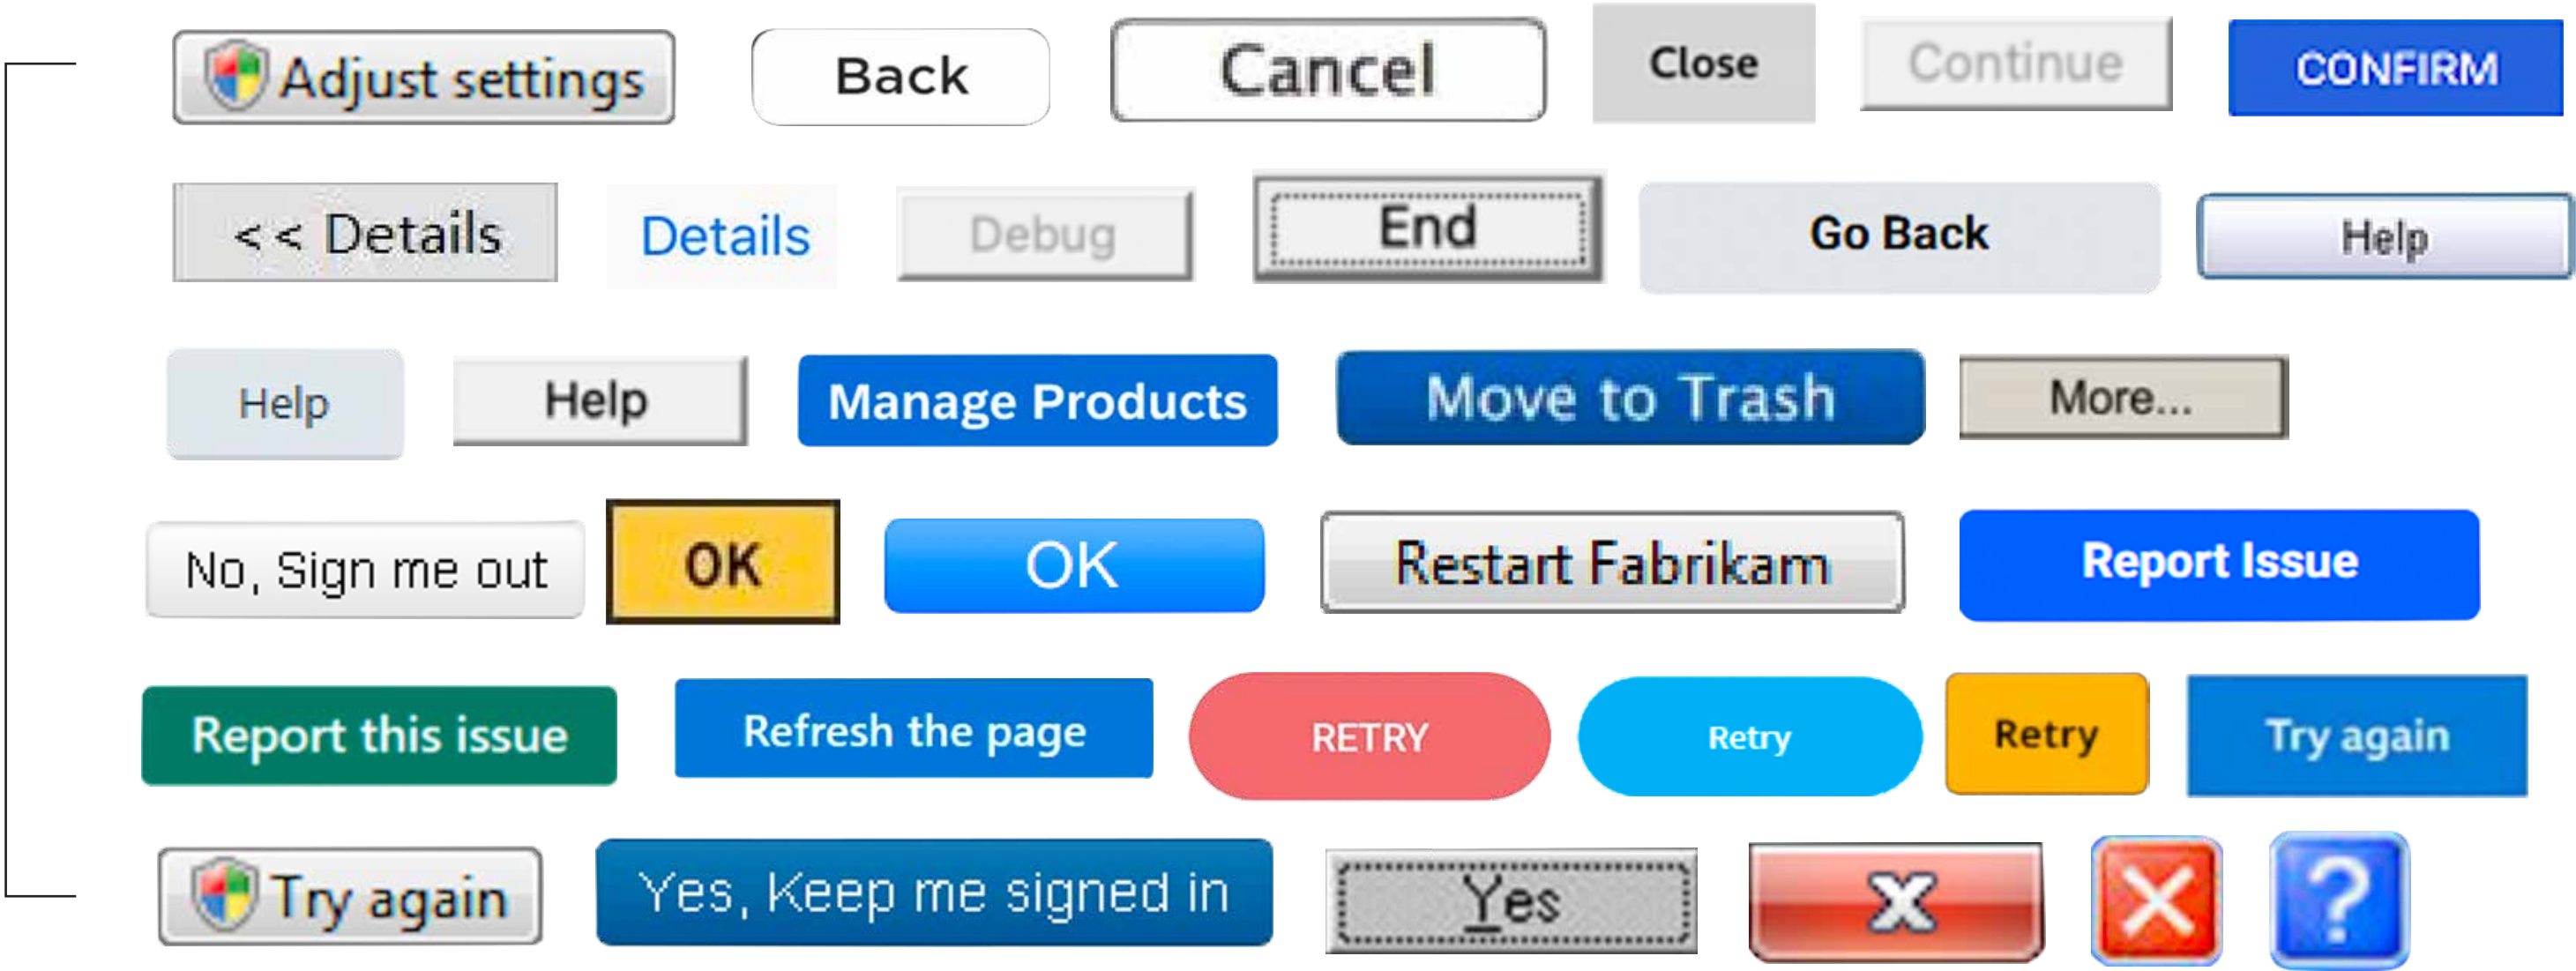 Adjust settings Back Cancel Close Continue CONFIRM
<< Details Details Debug End Go Back Help
Help Help Manage Products Move to Trash More...
No, Sign me out OK OK Restart Fabrikam Report Issue
Report this issue Refresh the page RETRY Retry Retry Try again
Try again Yes, Keep me signed in Yes X X ?